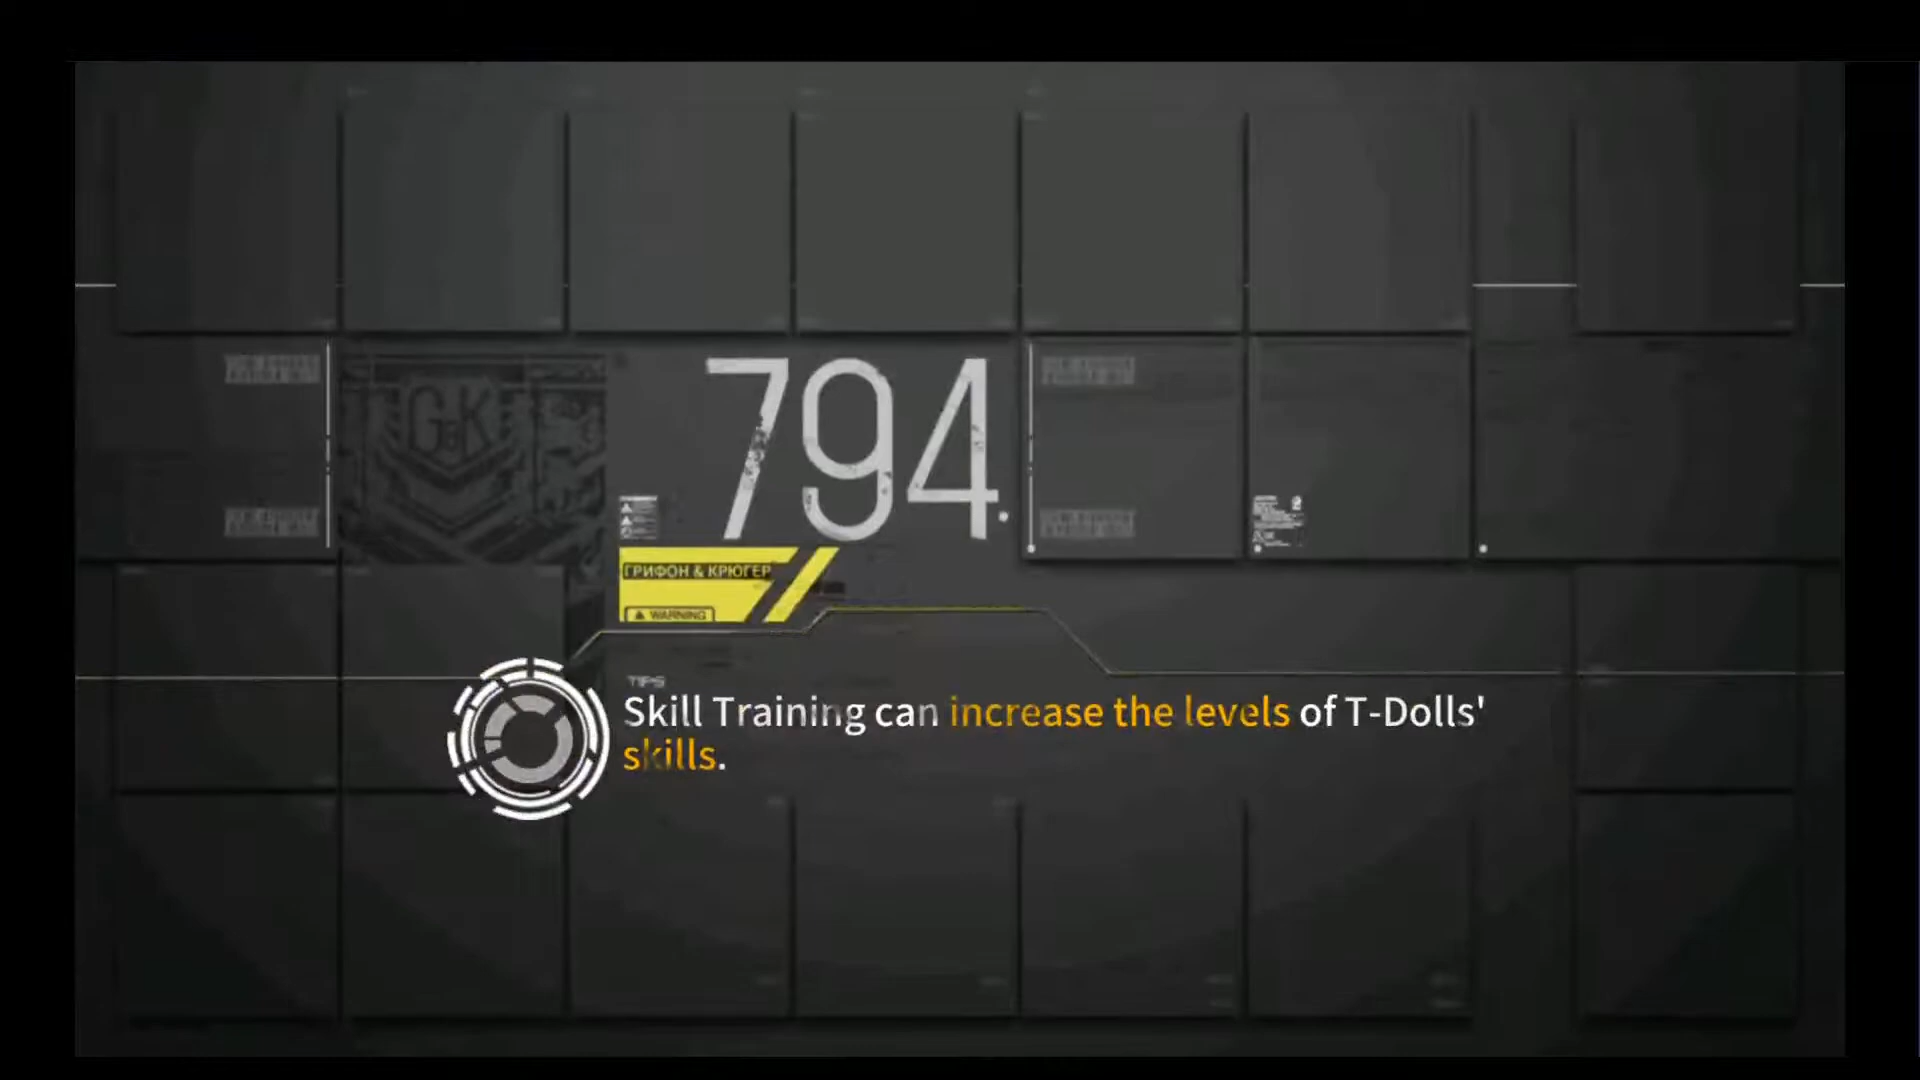 G&K
794.
ГРИФОН & КРЮГЕР
WARNING
TIPS
Skill Training can increase the levels of T-Dolls'
skills.